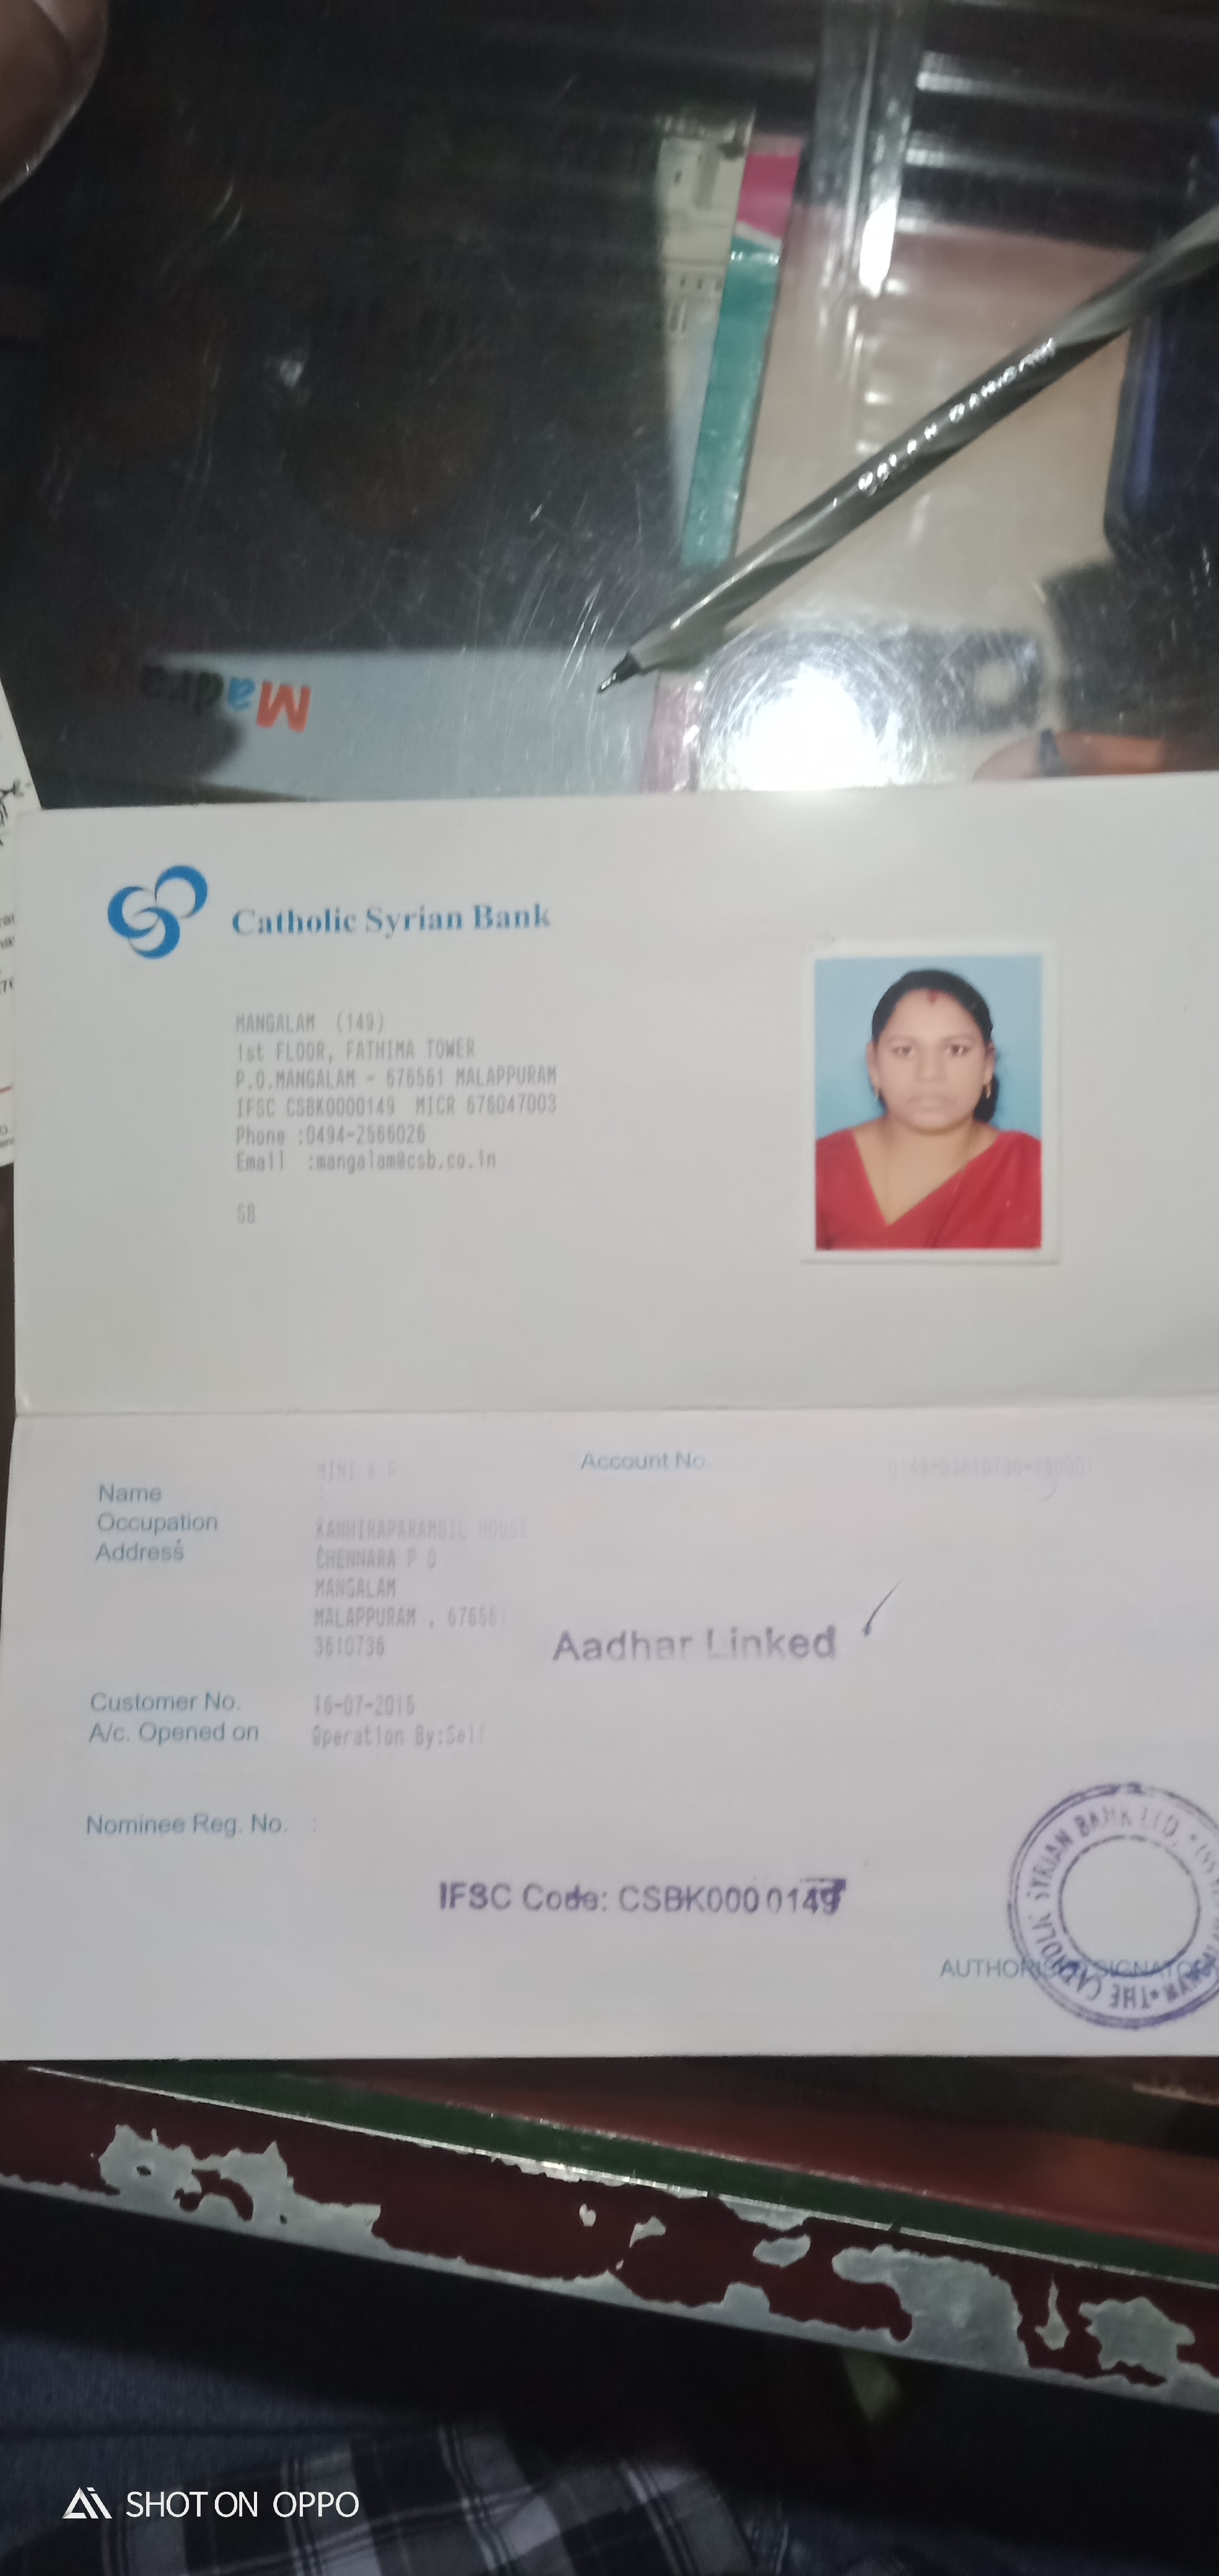 Madras
Catholic Syrian Bank
MANGALAM (149)
1st FLOOR, FATHIMA TOWER
P.O.MANGALAM - 676561 MALAPPURAM
IFSC CSBK0000149 MICR 676047003
Phone :0494-2566026
Email :mangalam@csb.co.in
SB
MINI K P
Account No.
0149-03610736-190001
Name
Occupation
Address
KANHIRAPARAMBIL HOUSE
CHENNARA P O
MANGALAM
MALAPPURAM , 676561
3610736
Aadhar Linked
Customer No.
16-07-2015
A/c. Opened on
Operation By:Self
Nominee Reg. No. :
IFSC Code: CSBK0000149
AUTHORISED SIGNATORY
THE CATHOLIC SYRIAN BANK LTD.
SHOT ON OPPO